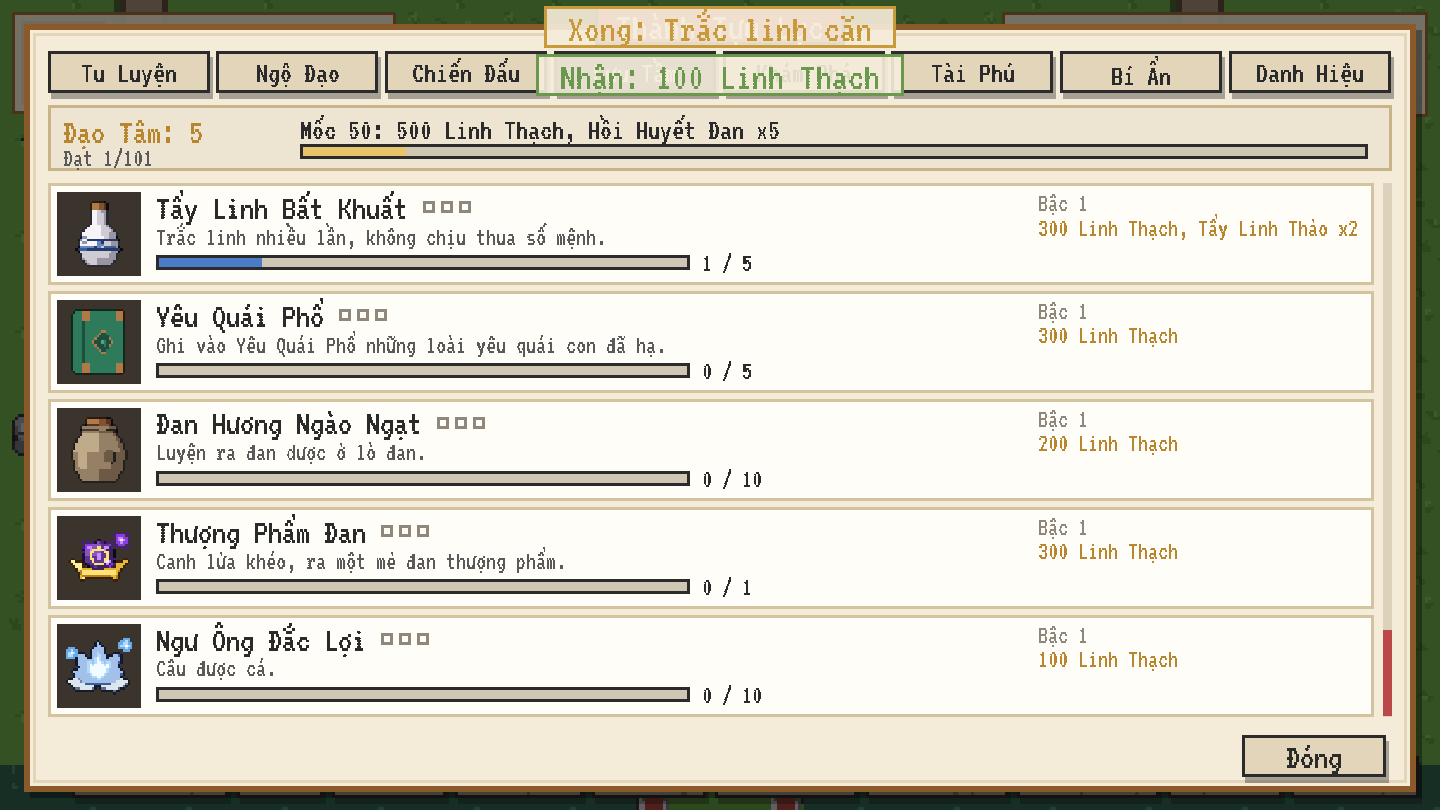 Xong: Trắc linh căn
Tu Luyện
Ngộ Đạo
Chiến Đấu
Nhận: 100 Linh Thạch
Tài Phú
Bí Ẩn
Danh Hiệu
Đạo Tâm: 5
Đạt 1/101
Mốc 50: 500 Linh Thạch, Hồi Huyết Đan x5
Tẩy Linh Bất Khuất
Trắc linh nhiều lần, không chịu thua số mệnh.
1 / 5
Bậc 1
300 Linh Thạch, Tẩy Linh Thảo x2
Yêu Quái Phổ
Ghi vào Yêu Quái Phổ những loài yêu quái con đã hạ.
0 / 5
Bậc 1
300 Linh Thạch
Đan Hương Ngào Ngạt
Luyện ra đan dược ở lò đan.
0 / 10
Bậc 1
200 Linh Thạch
Thượng Phẩm Đan
Canh lửa khéo, ra một mẻ đan thượng phẩm.
0 / 1
Bậc 1
300 Linh Thạch
Ngư Ông Đắc Lợi
Câu được cá.
0 / 10
Bậc 1
100 Linh Thạch
Đóng